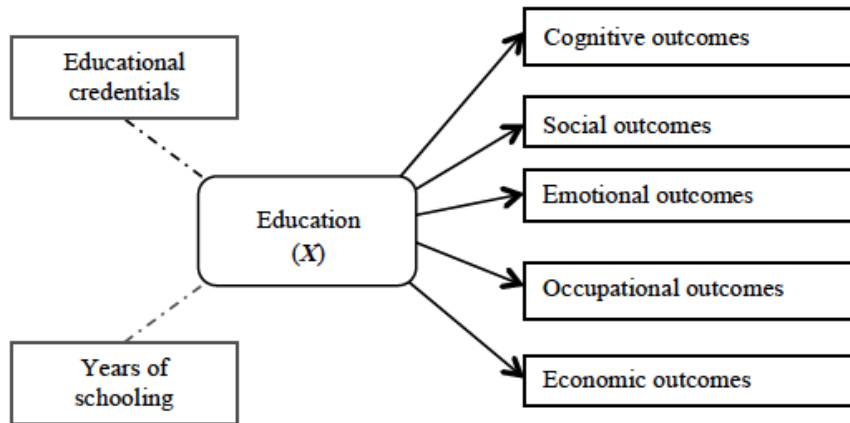 Educational
credentials
Education
(X)
Years of
schooling
Cognitive outcomes
Social outcomes
Emotional outcomes
Occupational outcomes
Economic outcomes